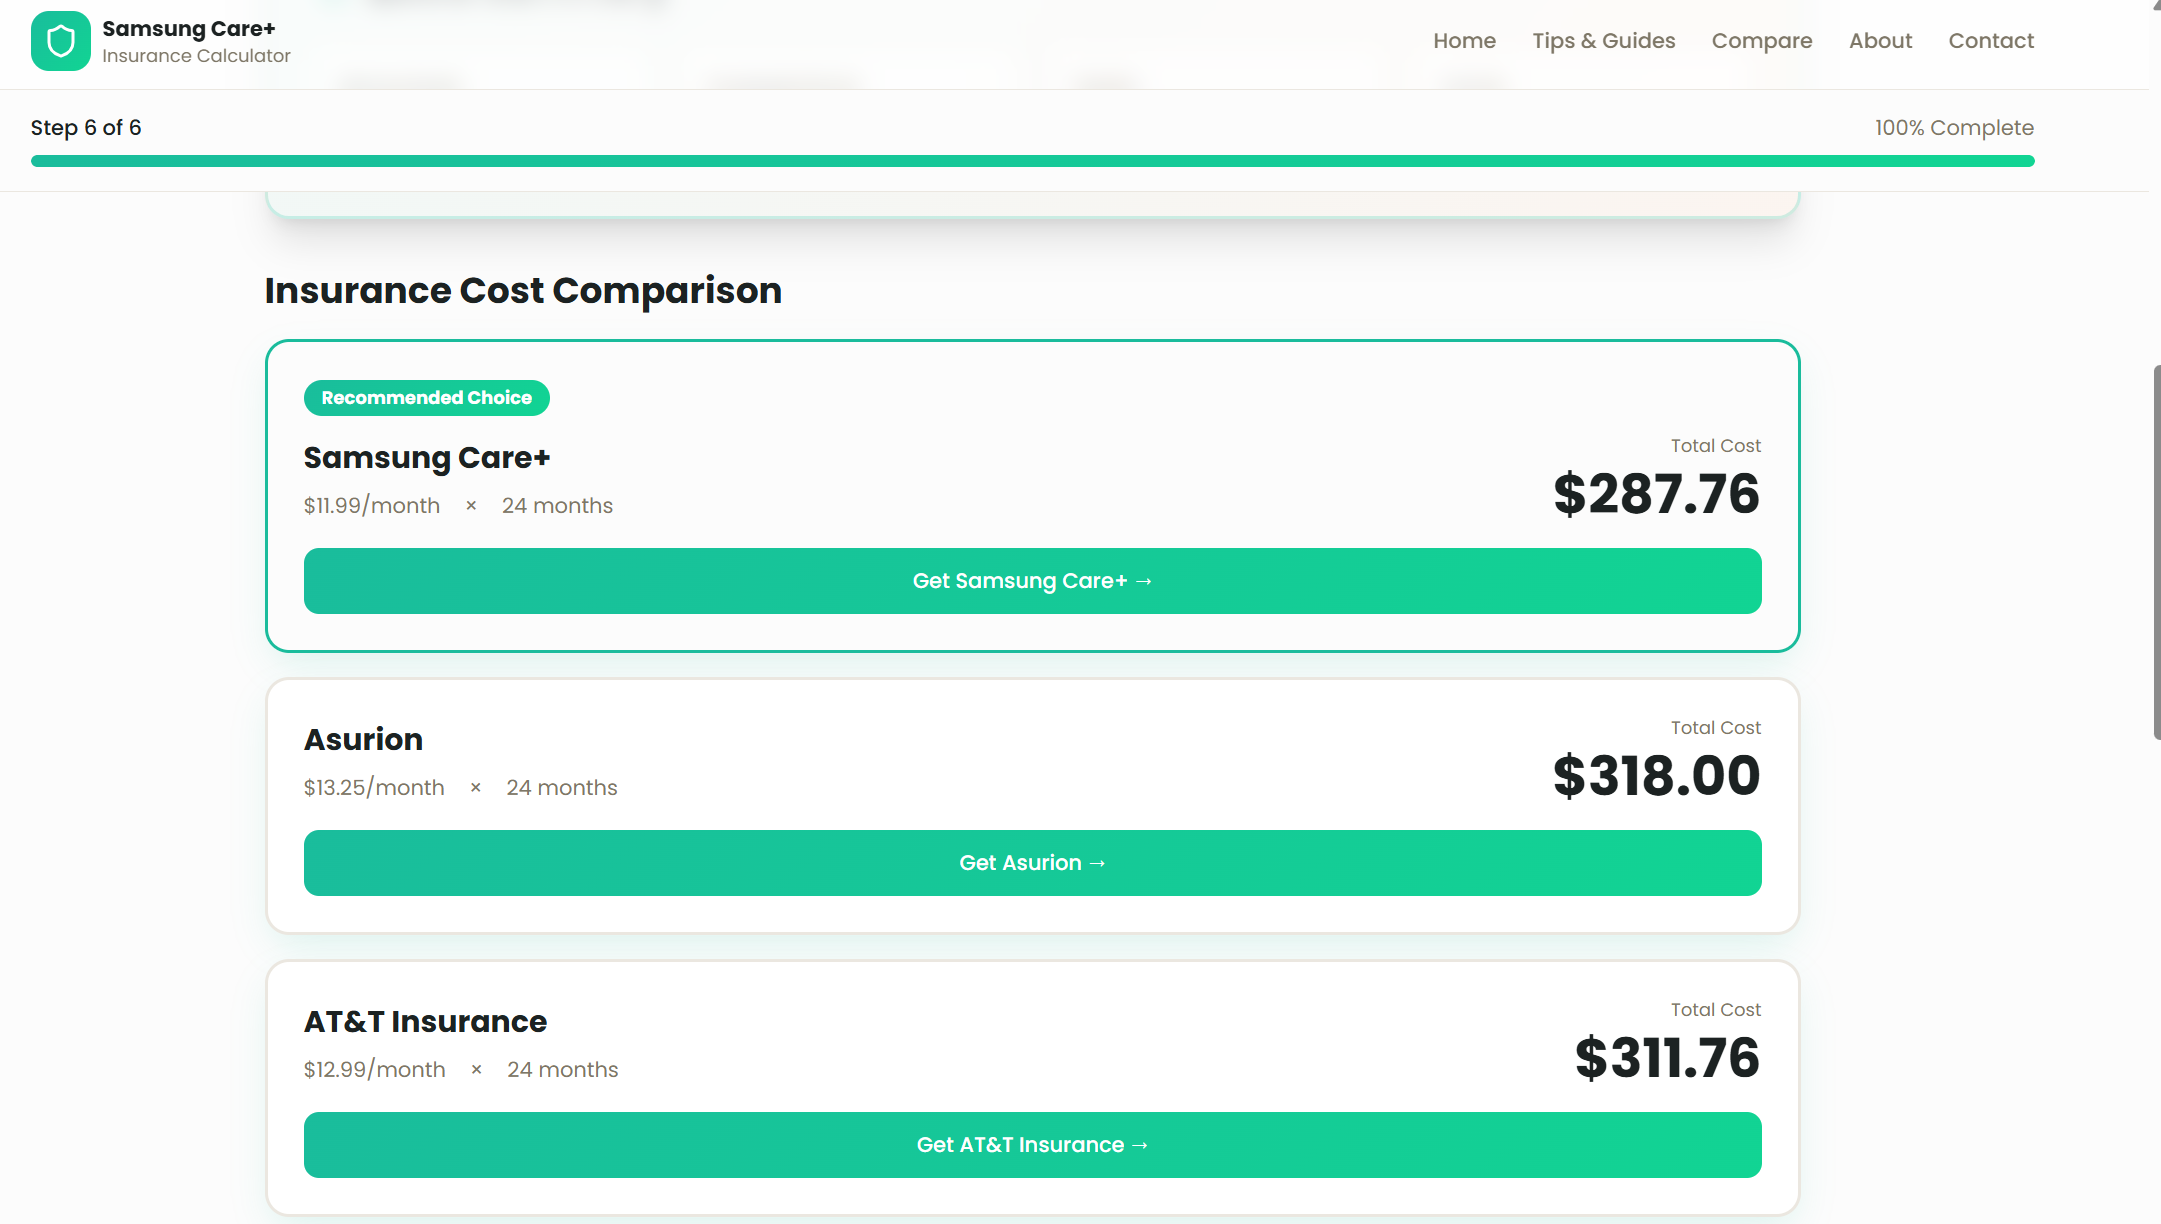 Samsung Care+
Insurance Calculator
Home
Tips & Guides
Compare
About
Contact
Step 6 of 6
100% Complete
Insurance Cost Comparison
Recommended Choice
Samsung Care+
$11.99/month × 24 months
Total Cost
$287.76
Get Samsung Care+ →
Asurion
$13.25/month × 24 months
Total Cost
$318.00
Get Asurion →
AT&T Insurance
$12.99/month × 24 months
Total Cost
$311.76
Get AT&T Insurance →